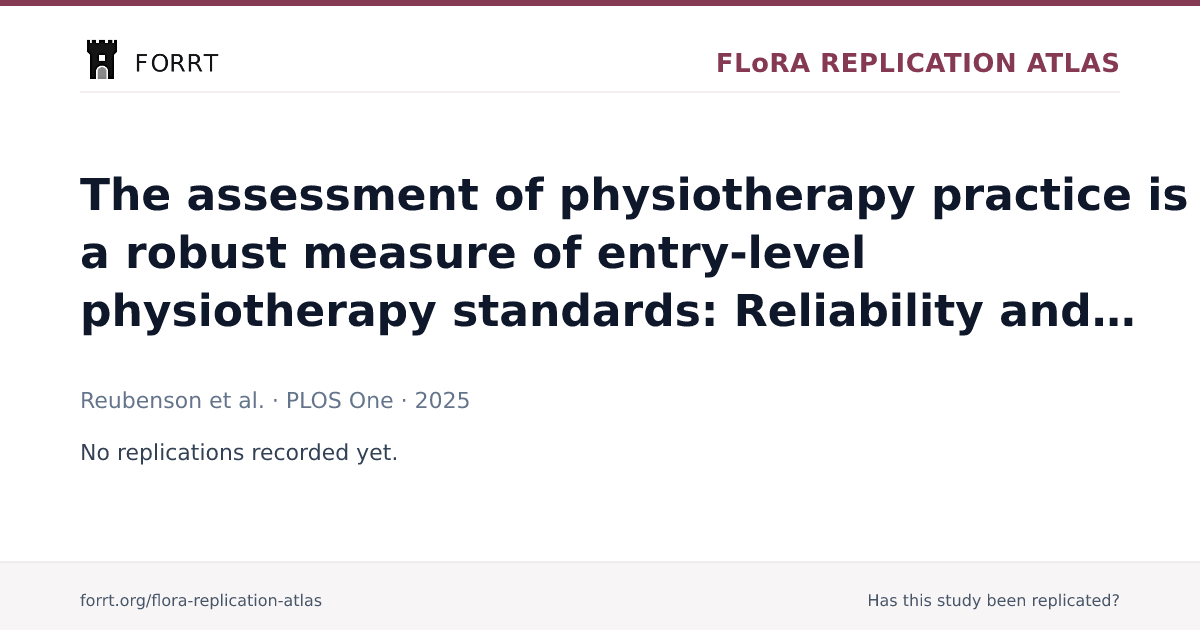 FORRT
FLoRA REPLICATION ATLAS
The assessment of physiotherapy practice is
a robust measure of entry-level
physiotherapy standards: Reliability and…
Reubenson et al. · PLOS One · 2025
No replications recorded yet.
forrt.org/flora-replication-atlas
Has this study been replicated?